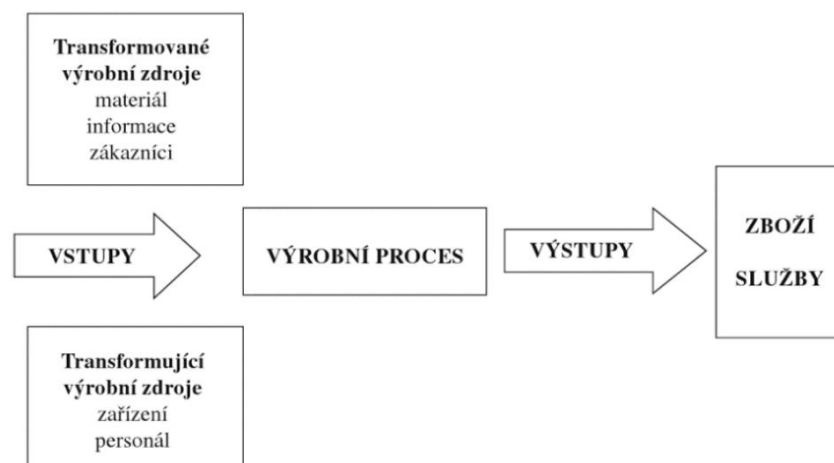 Transformované
výrobní zdroje
materiál
informace
zákazníci
VSTUPY
VÝROBNÍ PROCES
VÝSTUPY
ZBOŽÍ
SLUŽBY
Transformující
výrobní zdroje
zařízení
personál